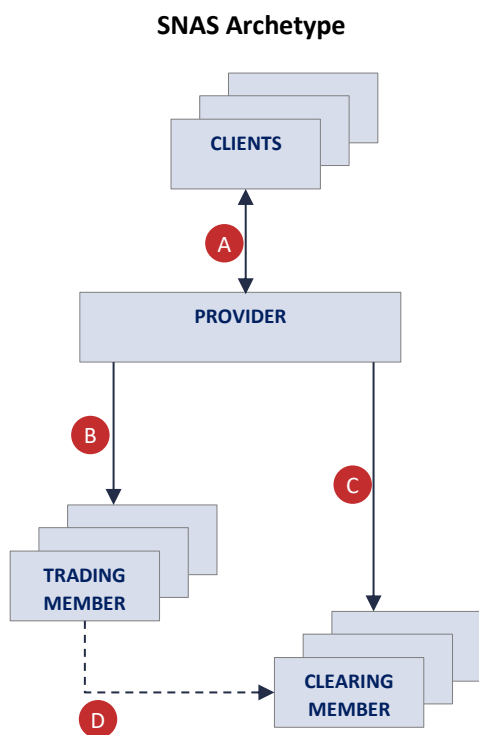 SNAS Archetype
CLIENTS
A
PROVIDER
B
C
TRADING
MEMBER
CLEARING
MEMBER
D